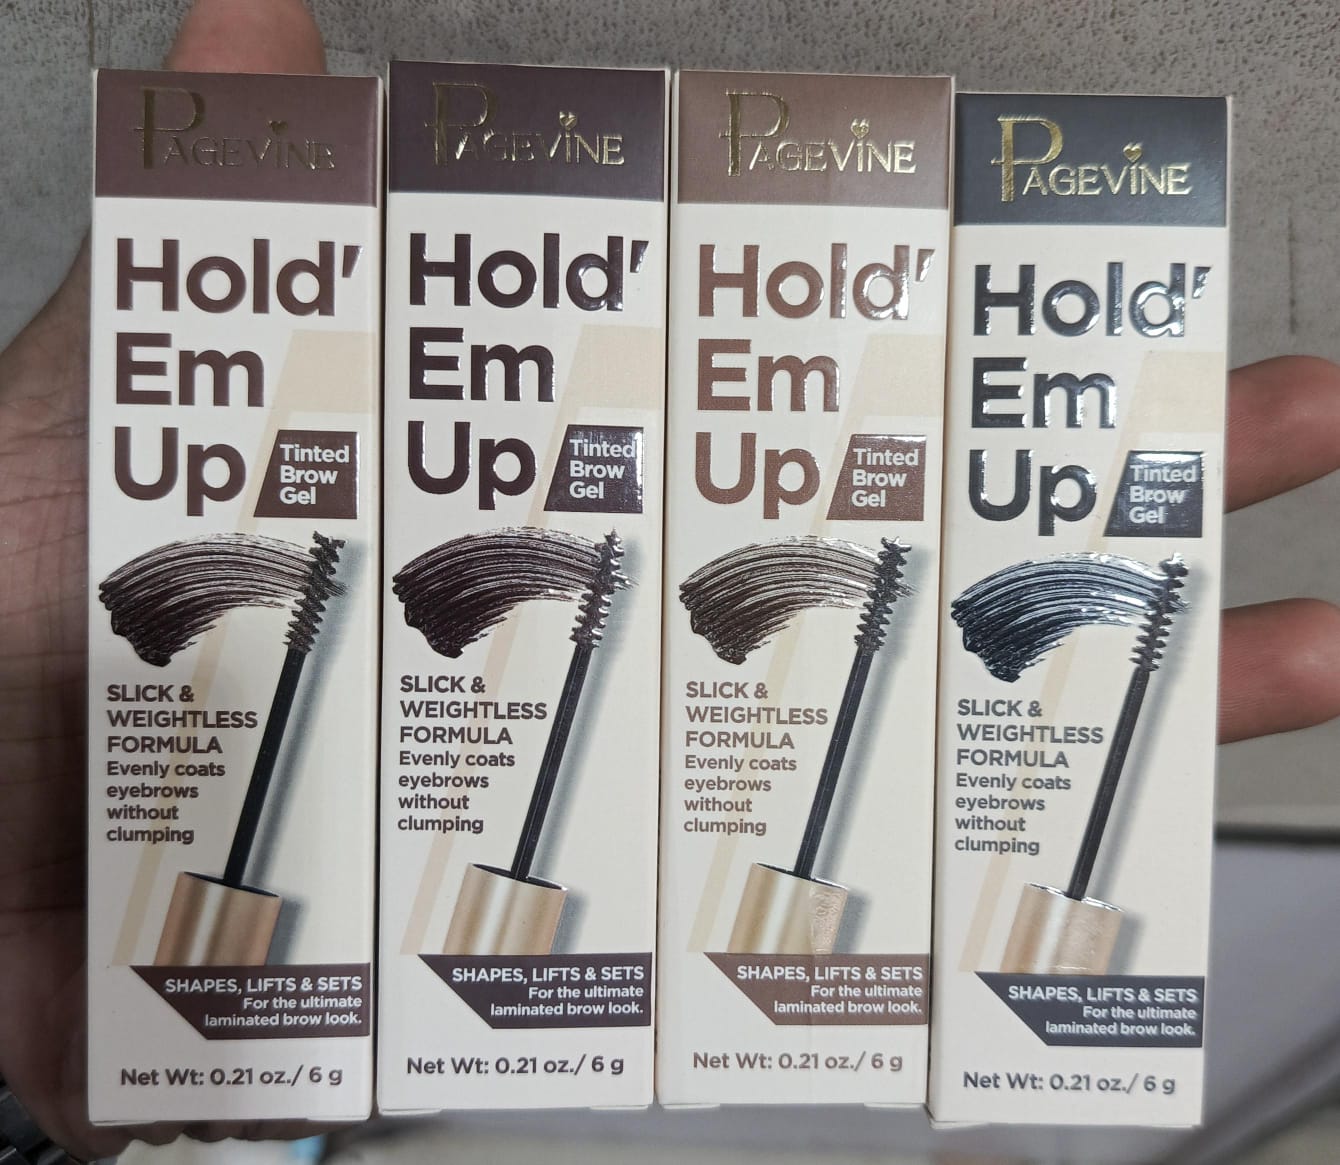 PAGEVINE
Hold'
Em
Up
Tinted
Brow
Gel
SLICK &
WEIGHTLESS
FORMULA
Evenly coats
eyebrows
without
clumping
SHAPES, LIFTS & SETS
For the ultimate
laminated brow look.
Net Wt: 0.21 oz./ 6 g
PAGEVINE
Hold'
Em
Up
Tinted
Brow
Gel
SLICK &
WEIGHTLESS
FORMULA
Evenly coats
eyebrows
without
clumping
SHAPES, LIFTS & SETS
For the ultimate
laminated brow look.
Net Wt: 0.21 oz./ 6 g
PAGEVINE
Hold'
Em
Up
Tinted
Brow
Gel
SLICK &
WEIGHTLESS
FORMULA
Evenly coats
eyebrows
without
clumping
SHAPES, LIFTS & SETS
For the ultimate
laminated brow look.
Net Wt: 0.21 oz./ 6 g
PAGEVINE
Hold'
Em
Up
Tinted
Brow
Gel
SLICK &
WEIGHTLESS
FORMULA
Evenly coats
eyebrows
without
clumping
SHAPES, LIFTS & SETS
For the ultimate
laminated brow look.
Net Wt: 0.21 oz./ 6 g